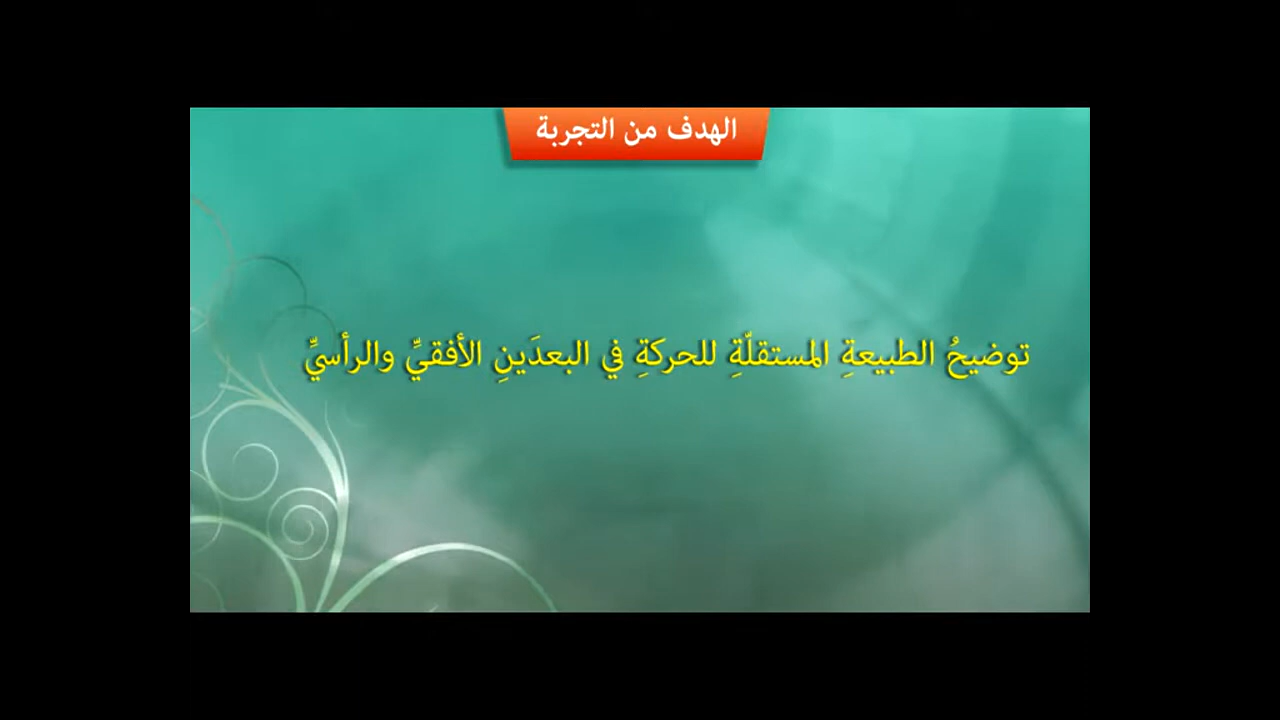 الهدف من التجربة
توضيحُ الطبيعةِ المستقلّةِ للحركةِ في البعدَينِ الأفقيِّ والرأسيِّ